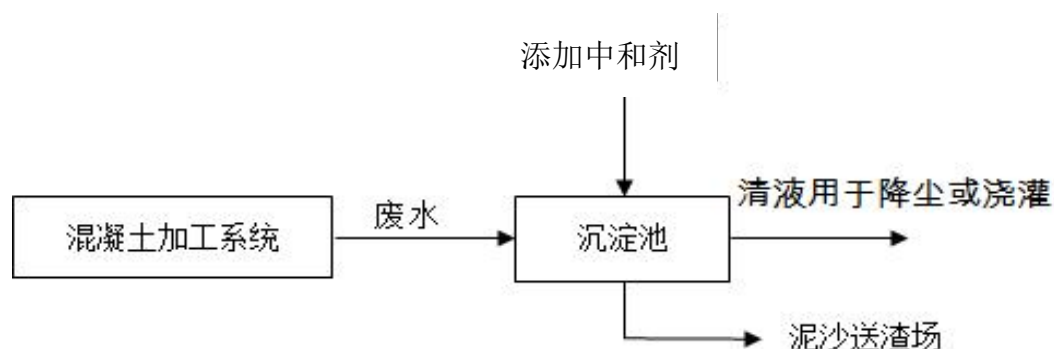 添加中和剂
清液用于降尘或浇灌
废水
混凝土加工系统
沉淀池
泥沙送渣场